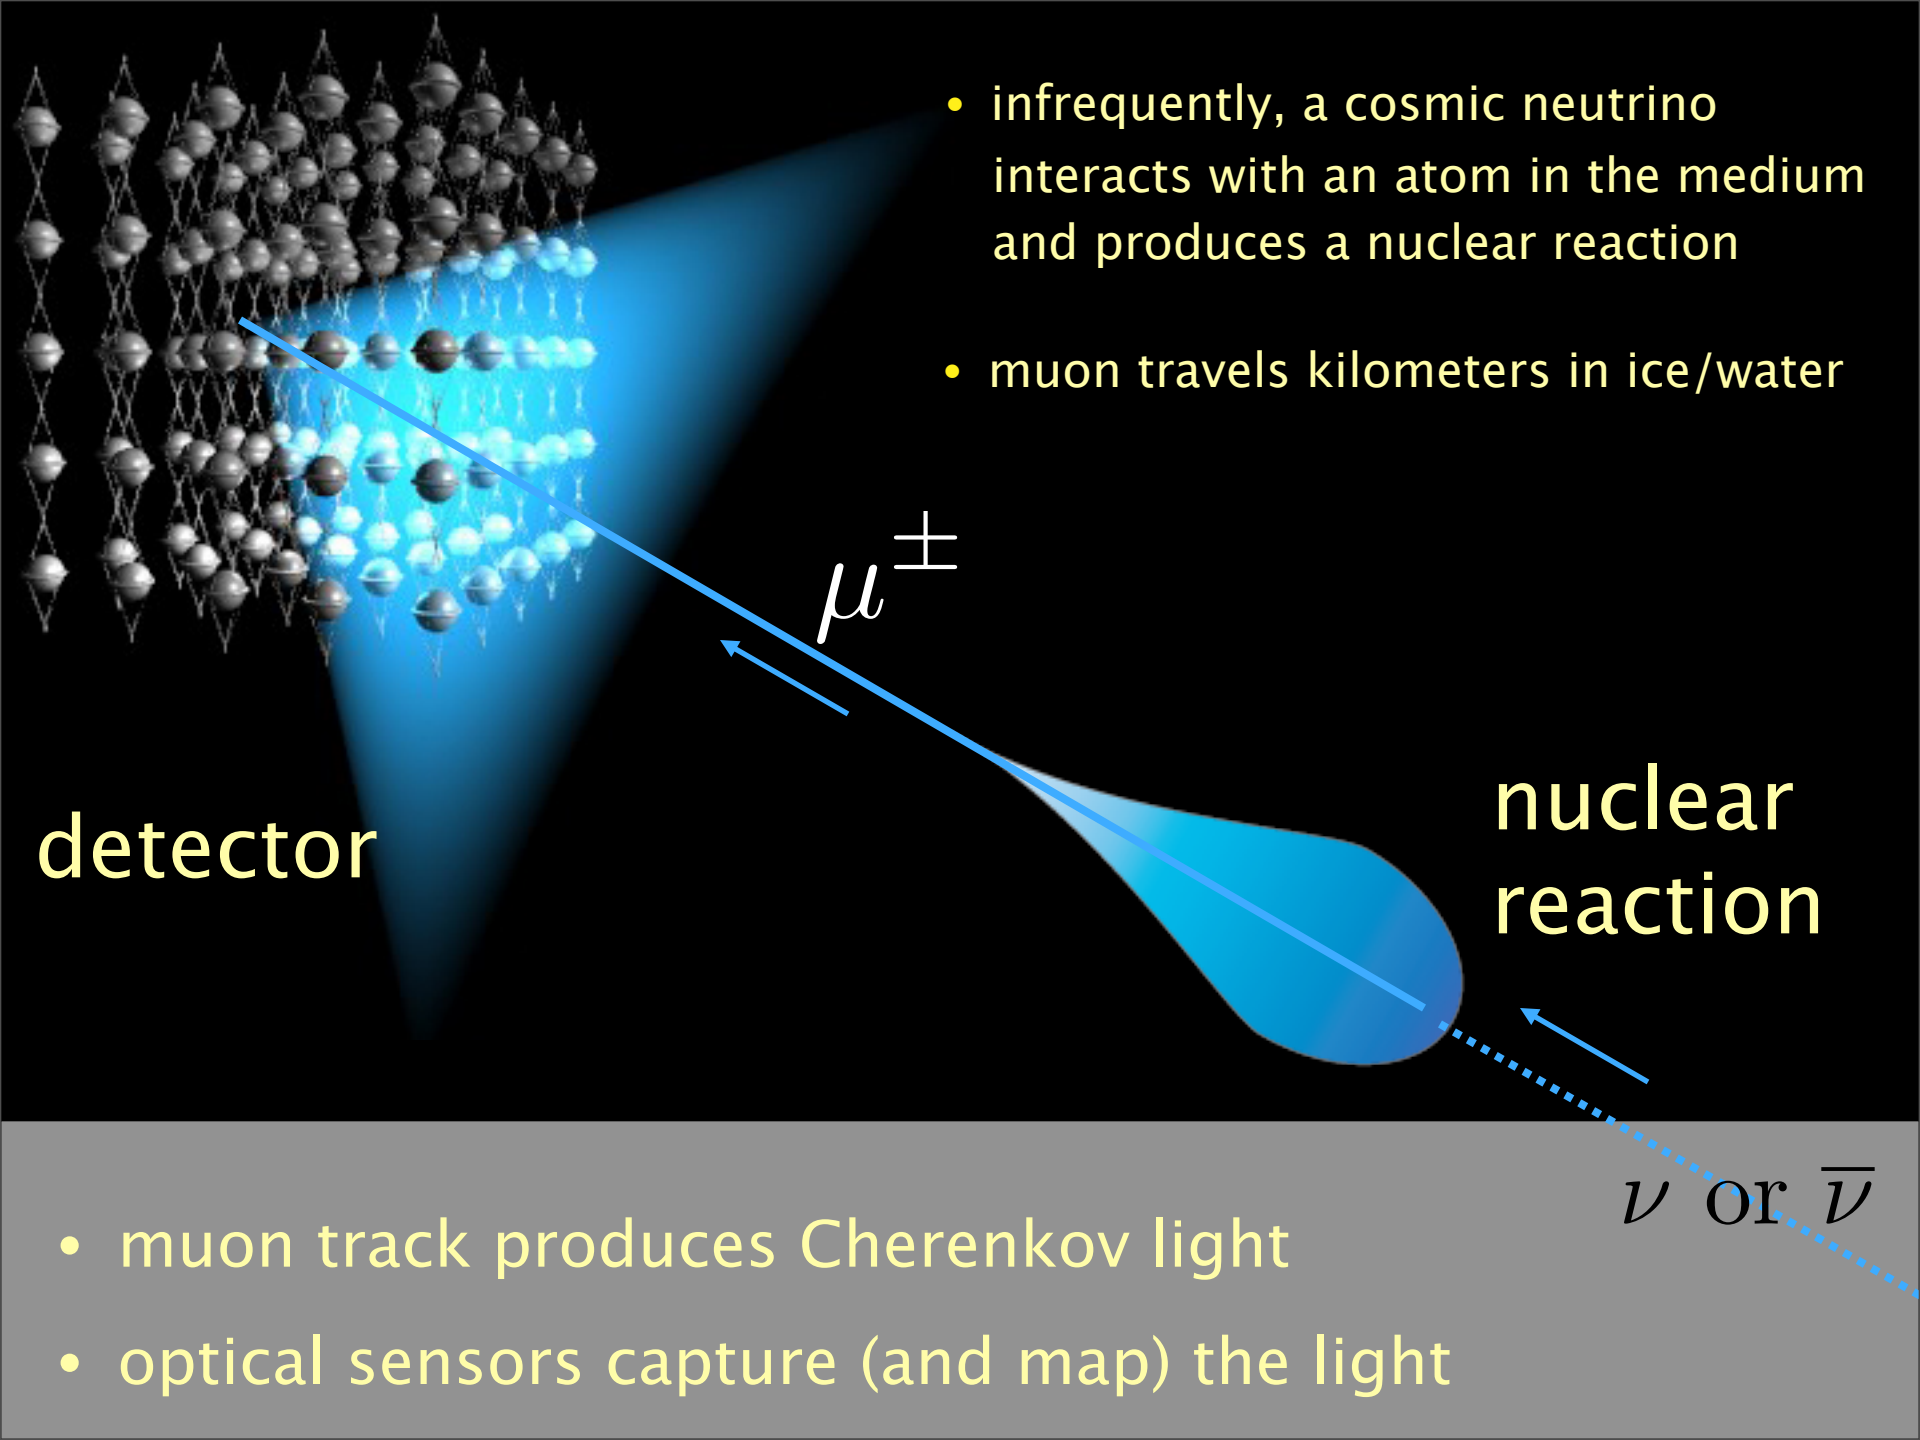 • infrequently, a cosmic neutrino
interacts with an atom in the medium
and produces a nuclear reaction
• muon travels kilometers in ice/water
μ±
nuclear
reaction
detector
ν or ν̅
• muon track produces Cherenkov light
• optical sensors capture (and map) the light